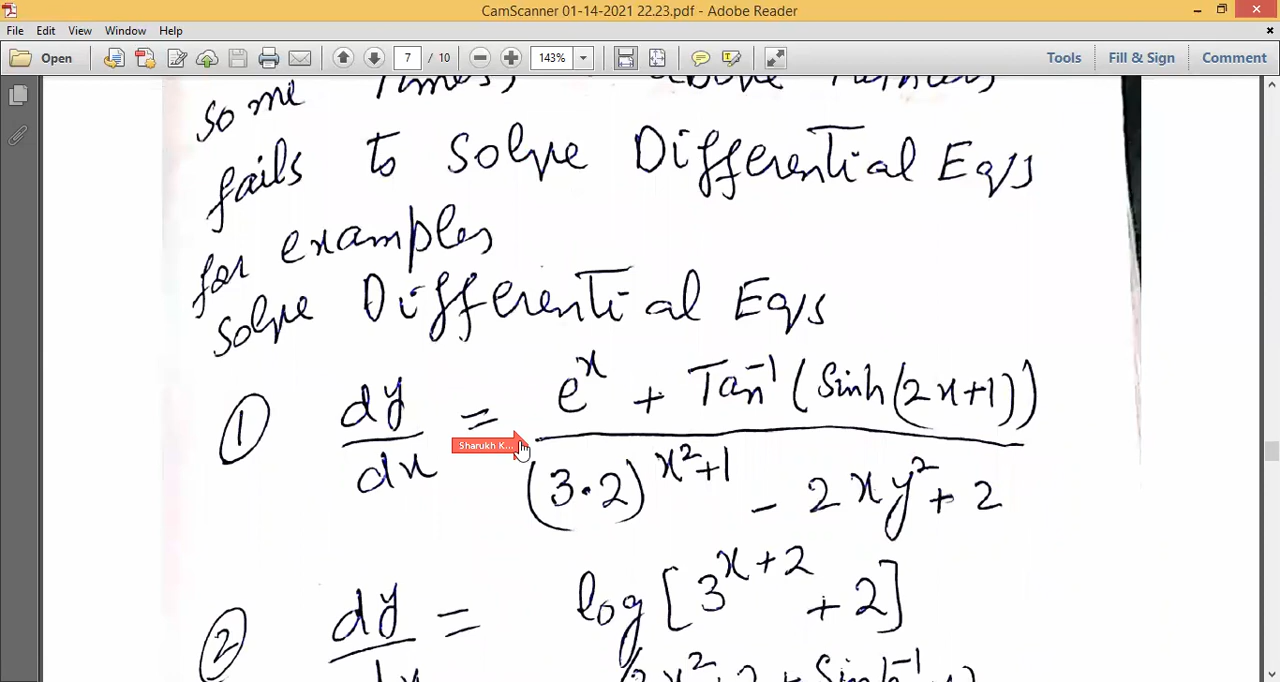 CamScanner 01-14-2021 22.23.pdf - Adobe Reader
File Edit View Window Help
Open 7 / 10 143% Tools Fill & Sign Comment
some Times,
fails to Solve Differential Eqs
for examples
Solve Differential Eqs
① dy/dx = (e^x + Tan^-1(Sinh(2x+1))) / ((3.2)^(x^2+1) - 2xy^2 + 2)
Sharukh K...
② dy/dx = log[3^(x+2) + 2]